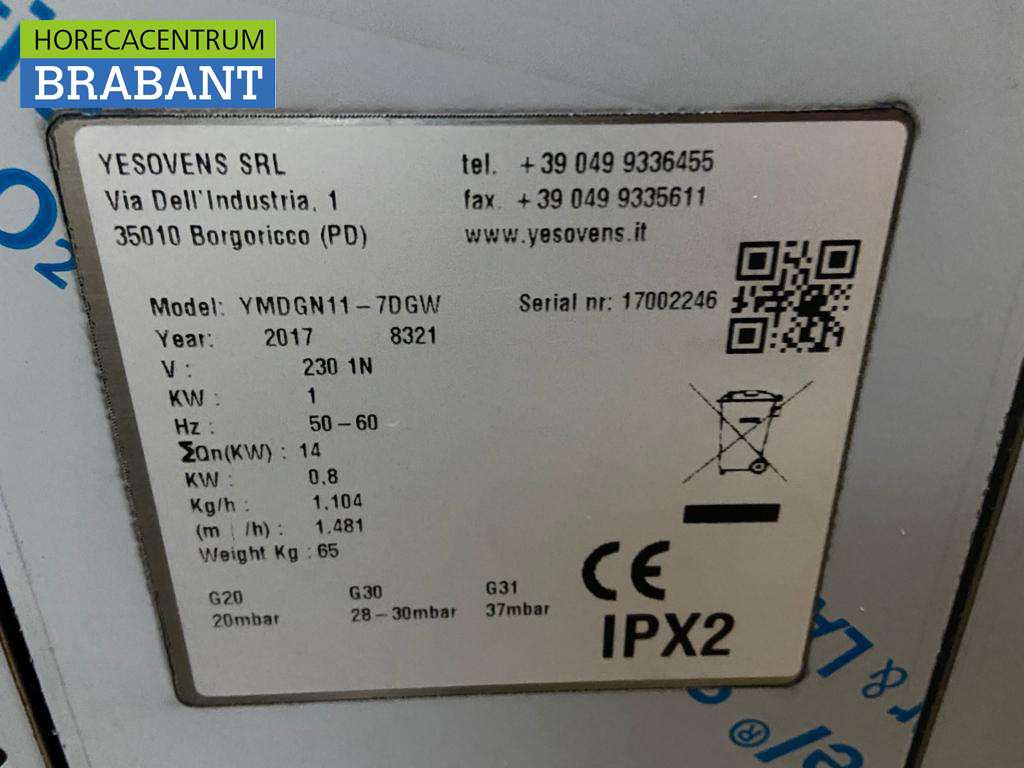 HORECACENTRUM
BRABANT
YESOVENS SRL
Via Dell'Industria, 1
35010 Borgoricco (PD)
tel. +39 049 9336455
fax. +39 049 9335611
www.yesovens.it
Model: YMDGN11-7DGW
Serial nr: 17002246
Year: 2017 8321
V : 230 1N
KW : 1
Hz : 50-60
ΣQn(KW) : 14
KW : 0.8
Kg/h : 1.104
(m /h) : 1.481
Weight Kg : 65
G20 G30 G31
20mbar 28-30mbar 37mbar
CE
IPX2